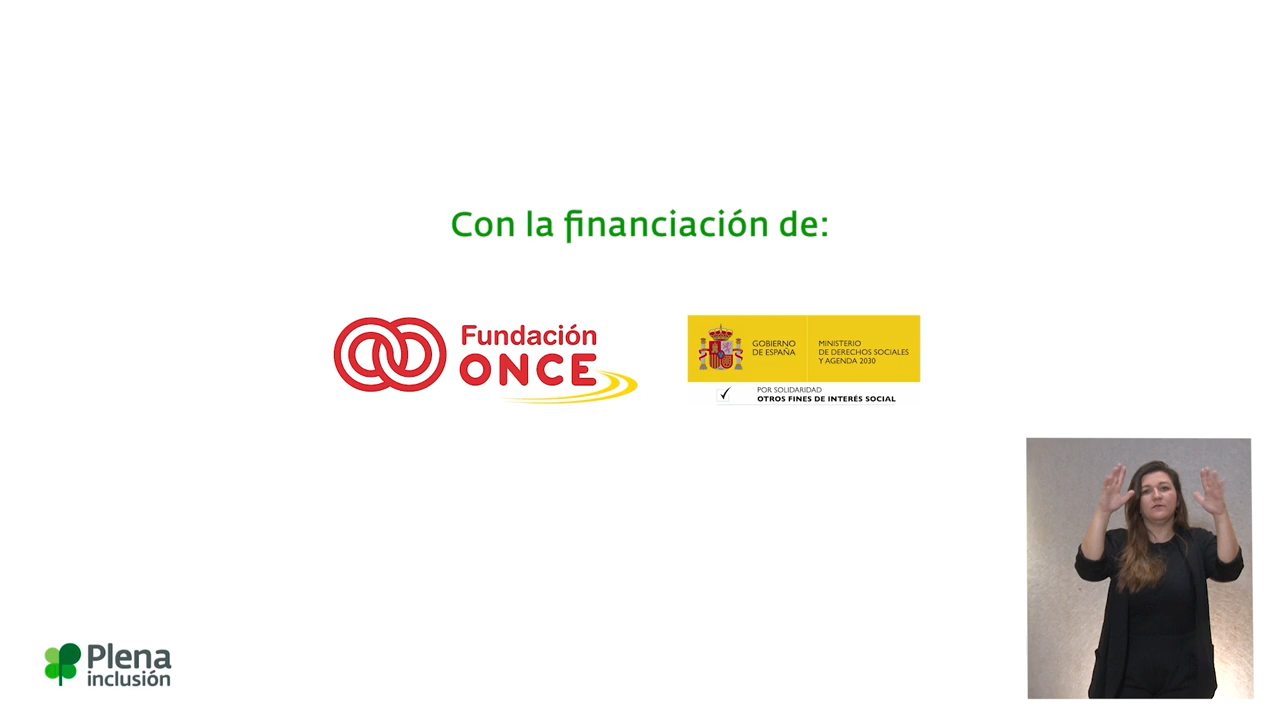 Con la financiación de:
Fundación
ONCE
GOBIERNO
DE ESPAÑA
MINISTERIO
DE DERECHOS SOCIALES
Y AGENDA 2030
POR SOLIDARIDAD
OTROS FINES DE INTERÉS SOCIAL
Plena
inclusión